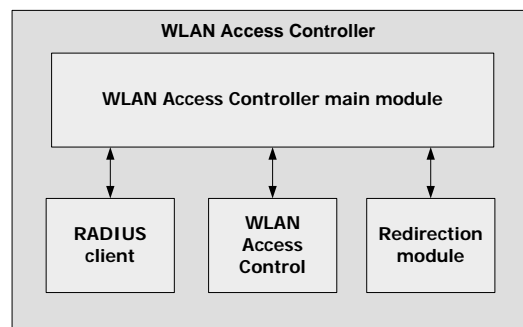 WLAN Access Controller
WLAN Access Controller main module
RADIUS
client
WLAN
Access
Control
Redirection
module